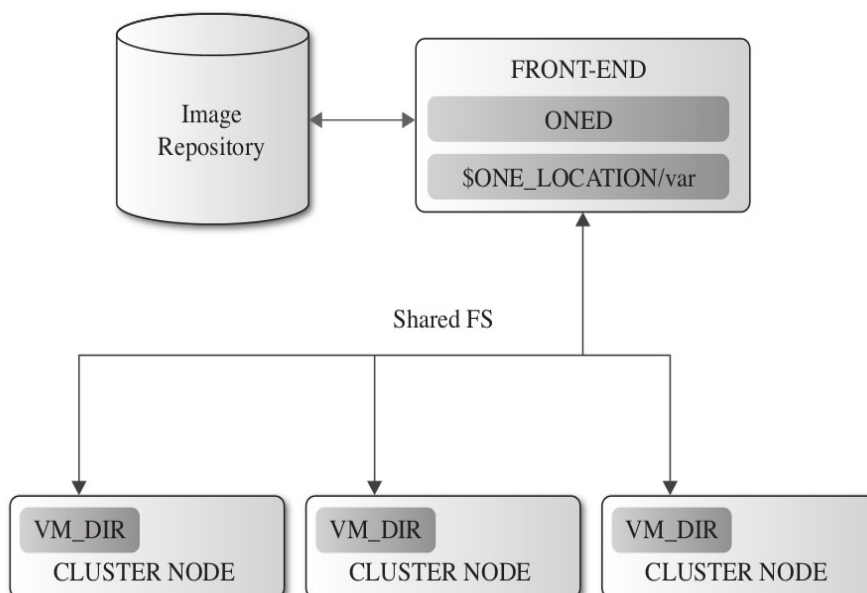 Image
Repository
FRONT-END
ONED
$ONE_LOCATION/var
Shared FS
VM_DIR
CLUSTER NODE
VM_DIR
CLUSTER NODE
VM_DIR
CLUSTER NODE